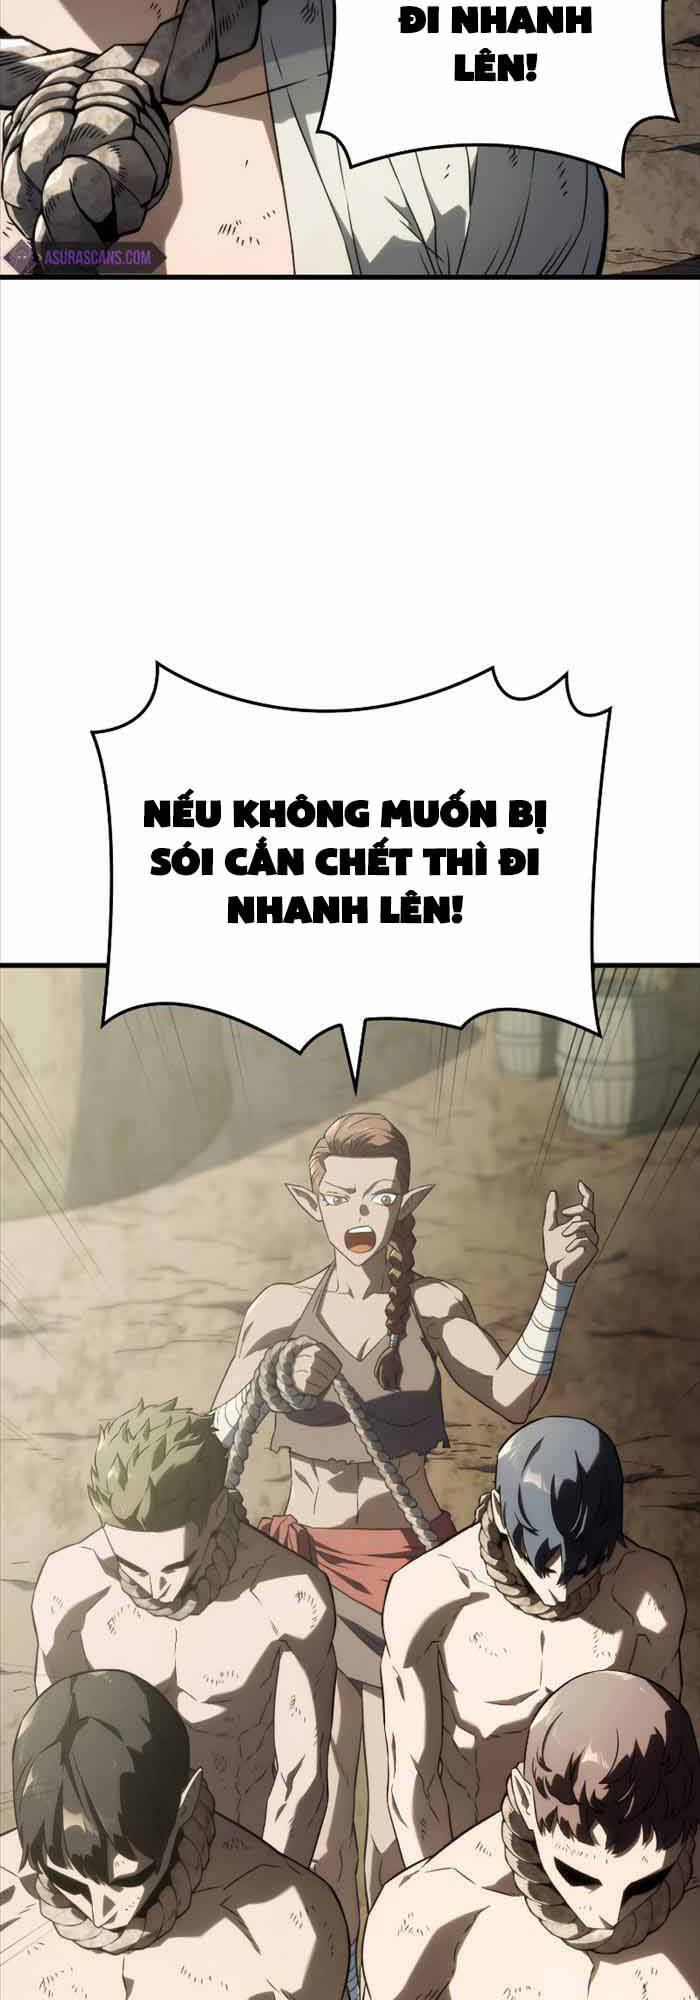 ĐI NHANH
LÊN!
ASURASCANS.COM
NẾU KHÔNG MUỐN BỊ
SÓI CẮN CHẾT THÌ ĐI
NHANH LÊN!